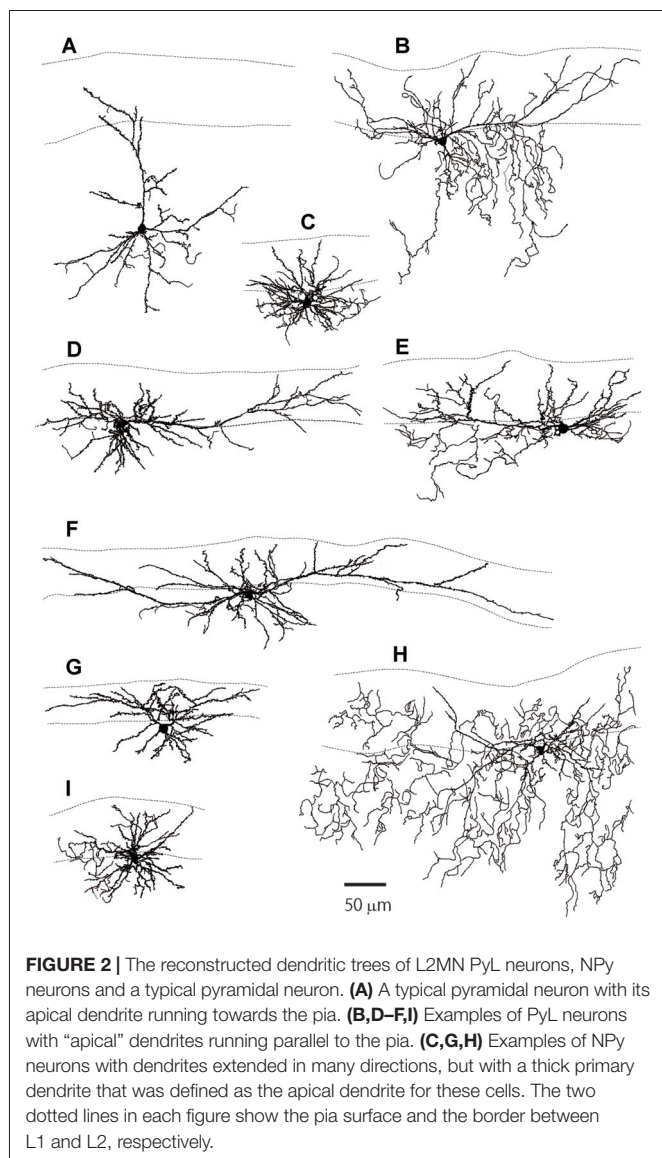 A
B
C
D
E
F
G
H
I
50 μm
FIGURE 2 | The reconstructed dendritic trees of L2MN PyL neurons, NPy
neurons and a typical pyramidal neuron. (A) A typical pyramidal neuron with its
apical dendrite running towards the pia. (B,D–F,I) Examples of PyL neurons
with “apical” dendrites running parallel to the pia. (C,G,H) Examples of NPy
neurons with dendrites extended in many directions, but with a thick primary
dendrite that was defined as the apical dendrite for these cells. The two
dotted lines in each figure show the pia surface and the border between
L1 and L2, respectively.